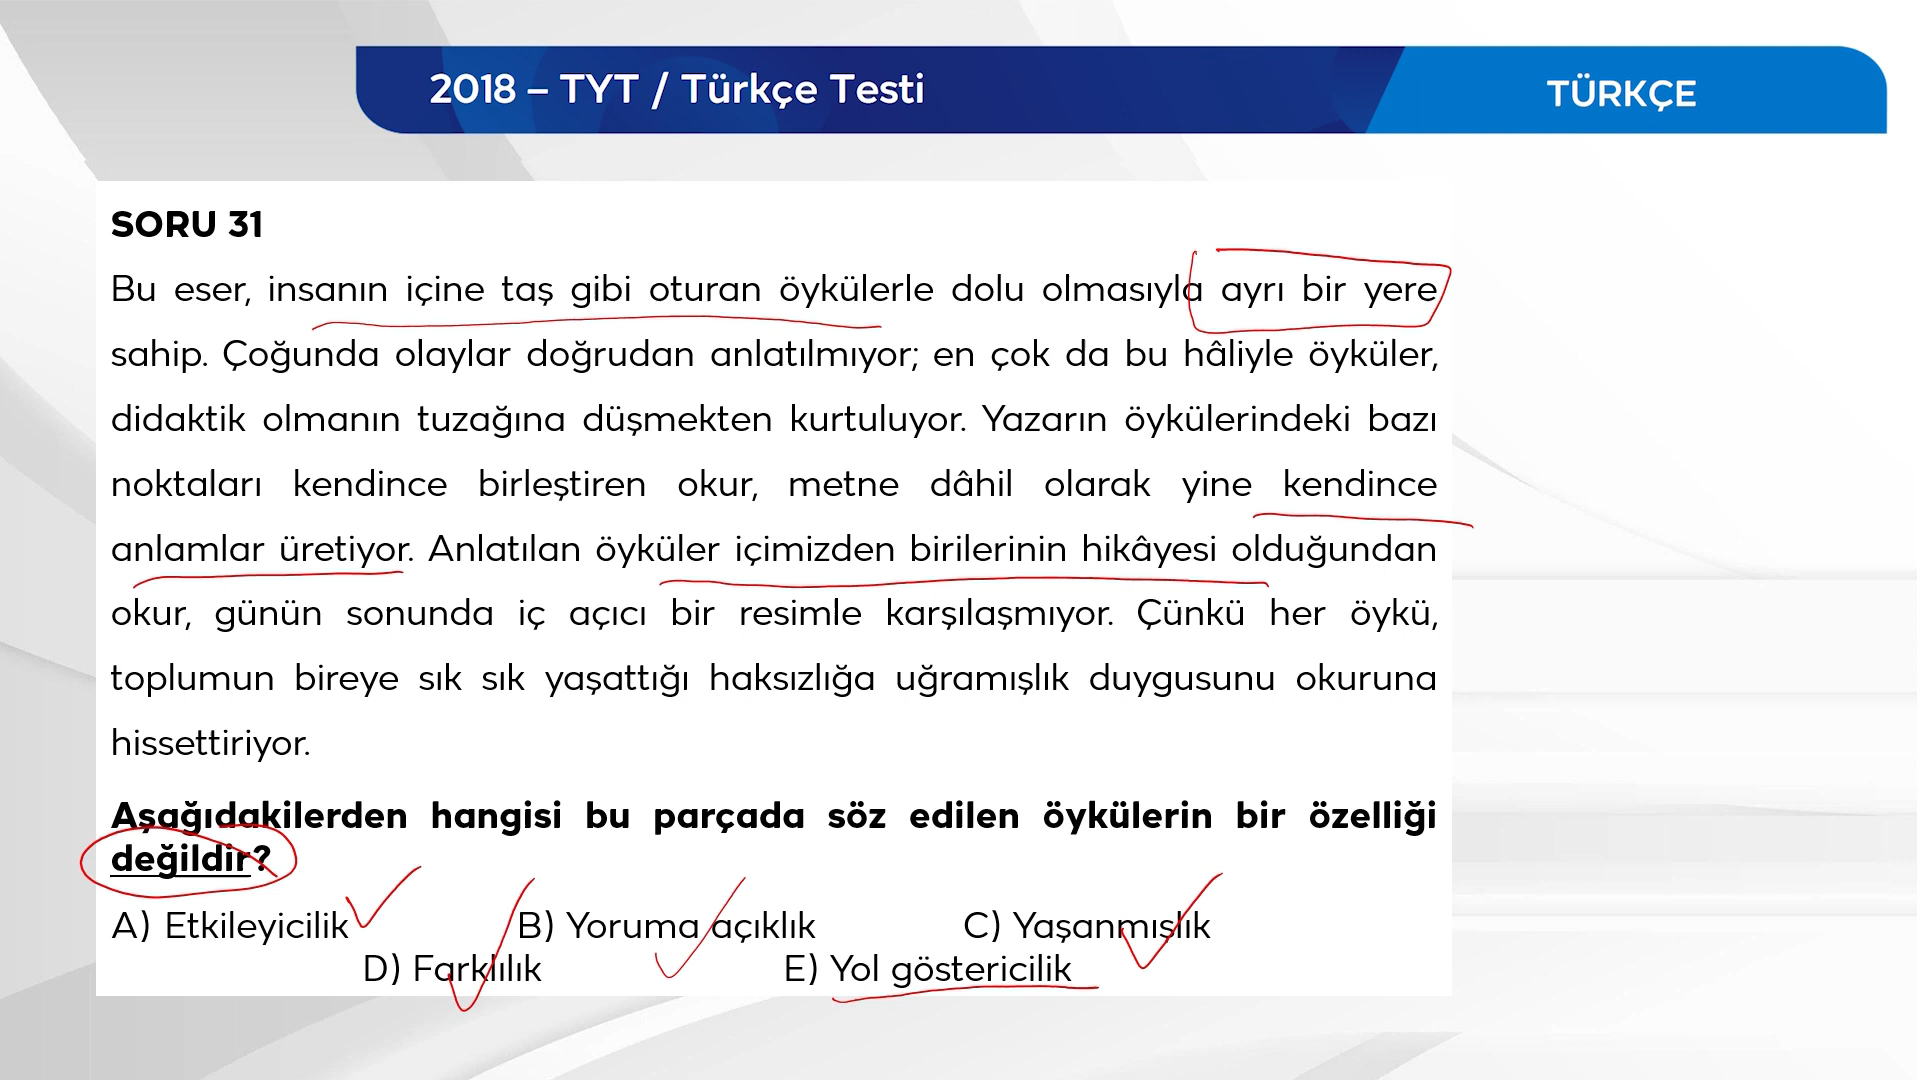 2018 – TYT / Türkçe Testi
TÜRKÇE
SORU 31
Bu eser, insanın içine taş gibi oturan öykülerle dolu olmasıyla ayrı bir yere
sahip. Çoğunda olaylar doğrudan anlatılmıyor; en çok da bu hâliyle öyküler,
didaktik olmanın tuzağına düşmekten kurtuluyor. Yazarın öykülerindeki bazı
noktaları kendince birleştiren okur, metne dâhil olarak yine kendince
anlamlar üretiyor. Anlatılan öyküler içimizden birilerinin hikâyesi olduğundan
okur, günün sonunda iç açıcı bir resimle karşılaşmıyor. Çünkü her öykü,
toplumun bireye sık sık yaşattığı haksızlığa uğramışlık duygusunu okuruna
hissettiriyor.
Aşağıdakilerden hangisi bu parçada söz edilen öykülerin bir özelliği
değildir?
A) Etkileyicilik B) Yoruma açıklık C) Yaşanmışlık
D) Farklılık E) Yol göstericilik